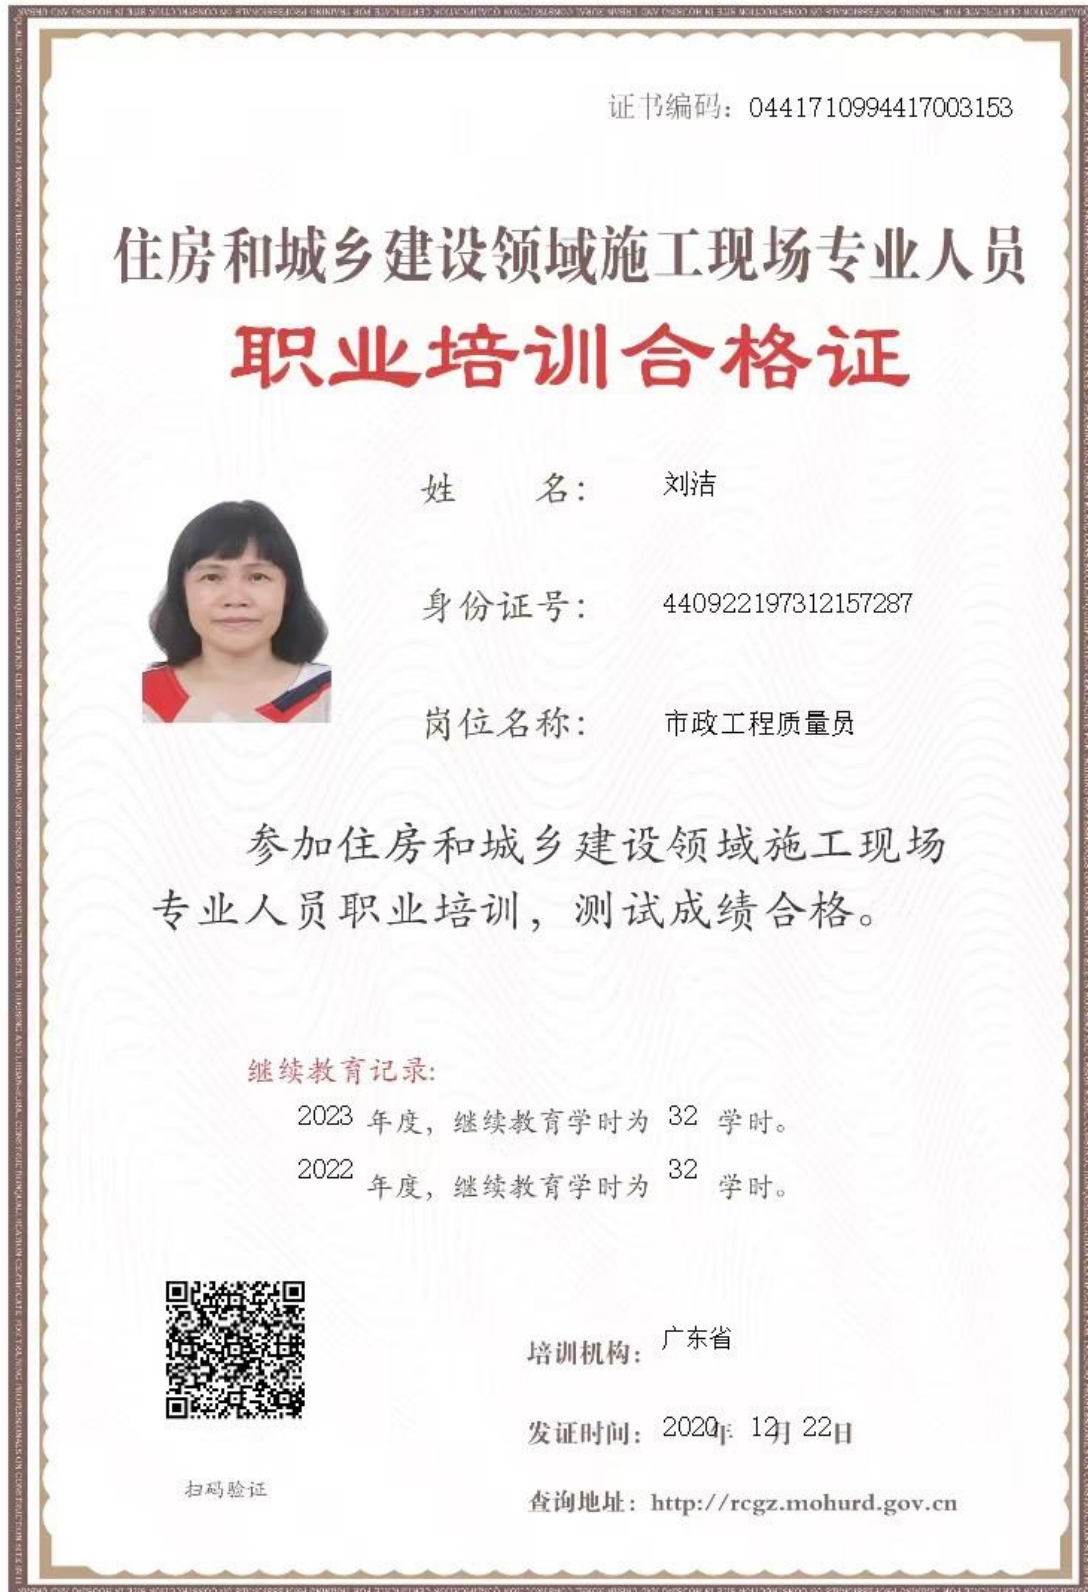 证书编码：0441710994417003153
住房和城乡建设领域施工现场专业人员
职业培训合格证
姓 名： 刘洁
身份证号： 440922197312157287
岗位名称： 市政工程质量员
参加住房和城乡建设领域施工现场
专业人员职业培训，测试成绩合格。
继续教育记录:
2023 年度，继续教育学时为 32 学时。
2022 年度，继续教育学时为 32 学时。
培训机构： 广东省
发证时间： 2020年 12月 22日
扫码验证
查询地址：http://rcgz.mohurd.gov.cn